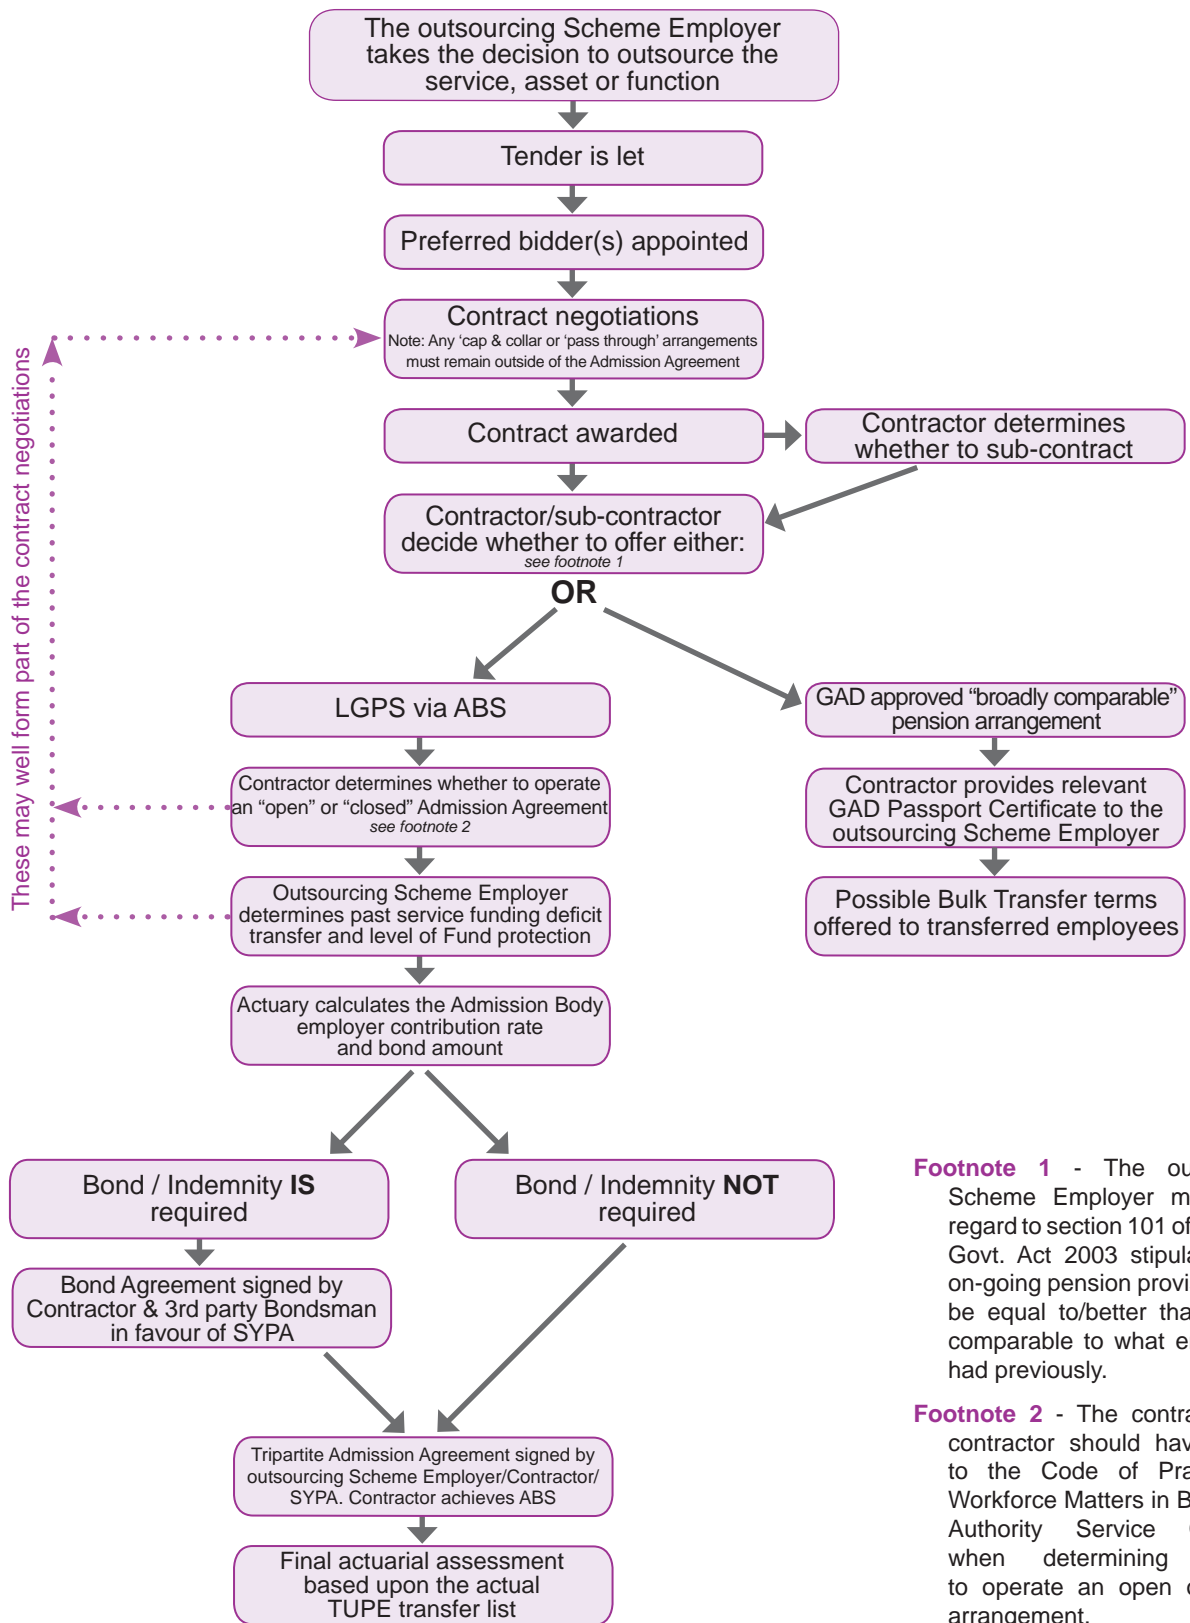 The outsourcing Scheme Employer
takes the decision to outsource the
service, asset or function
Tender is let
Preferred bidder(s) appointed
Contract negotiations
Note: Any ‘cap & collar or ‘pass through’ arrangements
must remain outside of the Admission Agreement
These may well form part of the contract negotiations
Contract awarded
Contractor determines
whether to sub-contract
Contractor/sub-contractor
decide whether to offer either:
see footnote 1
OR
LGPS via ABS
GAD approved “broadly comparable”
pension arrangement
Contractor determines whether to operate
an “open” or “closed” Admission Agreement
see footnote 2
Contractor provides relevant
GAD Passport Certificate to the
outsourcing Scheme Employer
Outsourcing Scheme Employer
determines past service funding deficit
transfer and level of Fund protection
Possible Bulk Transfer terms
offered to transferred employees
Actuary calculates the Admission Body
employer contribution rate
and bond amount
Bond / Indemnity IS
required
Bond / Indemnity NOT
required
Bond Agreement signed by
Contractor & 3rd party Bondsman
in favour of SYPA
Tripartite Admission Agreement signed by
outsourcing Scheme Employer/Contractor/
SYPA. Contractor achieves ABS
Final actuarial assessment
based upon the actual
TUPE transfer list
Footnote 1 - The ou
Scheme Employer m
regard to section 101 of
Govt. Act 2003 stipula
on-going pension provi
be equal to/better tha
comparable to what e
had previously.
Footnote 2 - The contra
contractor should hav
to the Code of Pra
Workforce Matters in B
Authority Service
when determining
to operate an open
arrangement.